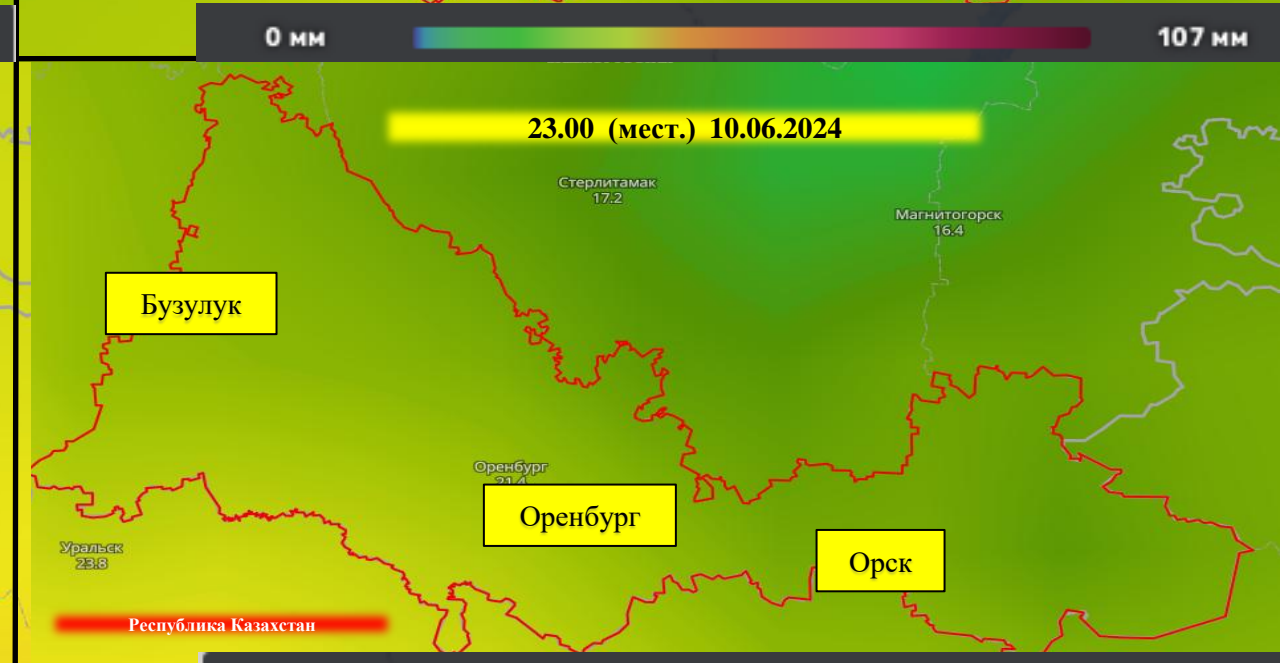 0 мм
107 мм
23.00 (мест.) 10.06.2024
Стерлитамак
17.2
Магнитогорск
16.4
Бузулук
Оренбург
21.4
Оренбург
Орск
Уральск
23.8
Республика Казахстан